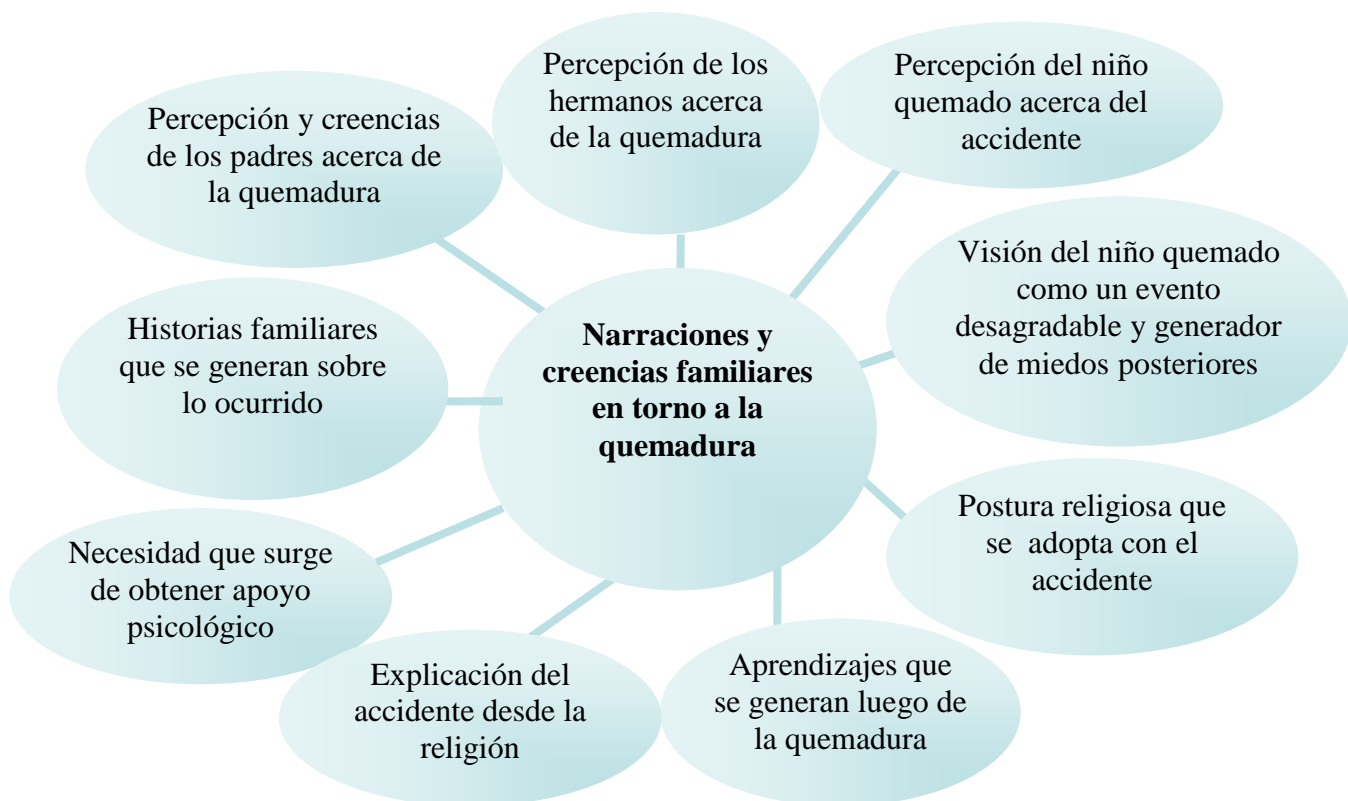 Percepción y creencias
de los padres acerca de
la quemadura
Percepción de los
hermanos acerca
de la quemadura
Percepción del niño
quemado acerca del
accidente
Visión del niño quemado
como un evento
desagradable y generador
de miedos posteriores
Historias familiares
que se generan sobre
lo ocurrido
Narraciones y
creencias familiares
en torno a la
quemadura
Postura religiosa que
se adopta con el
accidente
Necesidad que surge
de obtener apoyo
psicológico
Explicación del
accidente desde la
religión
Aprendizajes que
se generan luego de
la quemadura